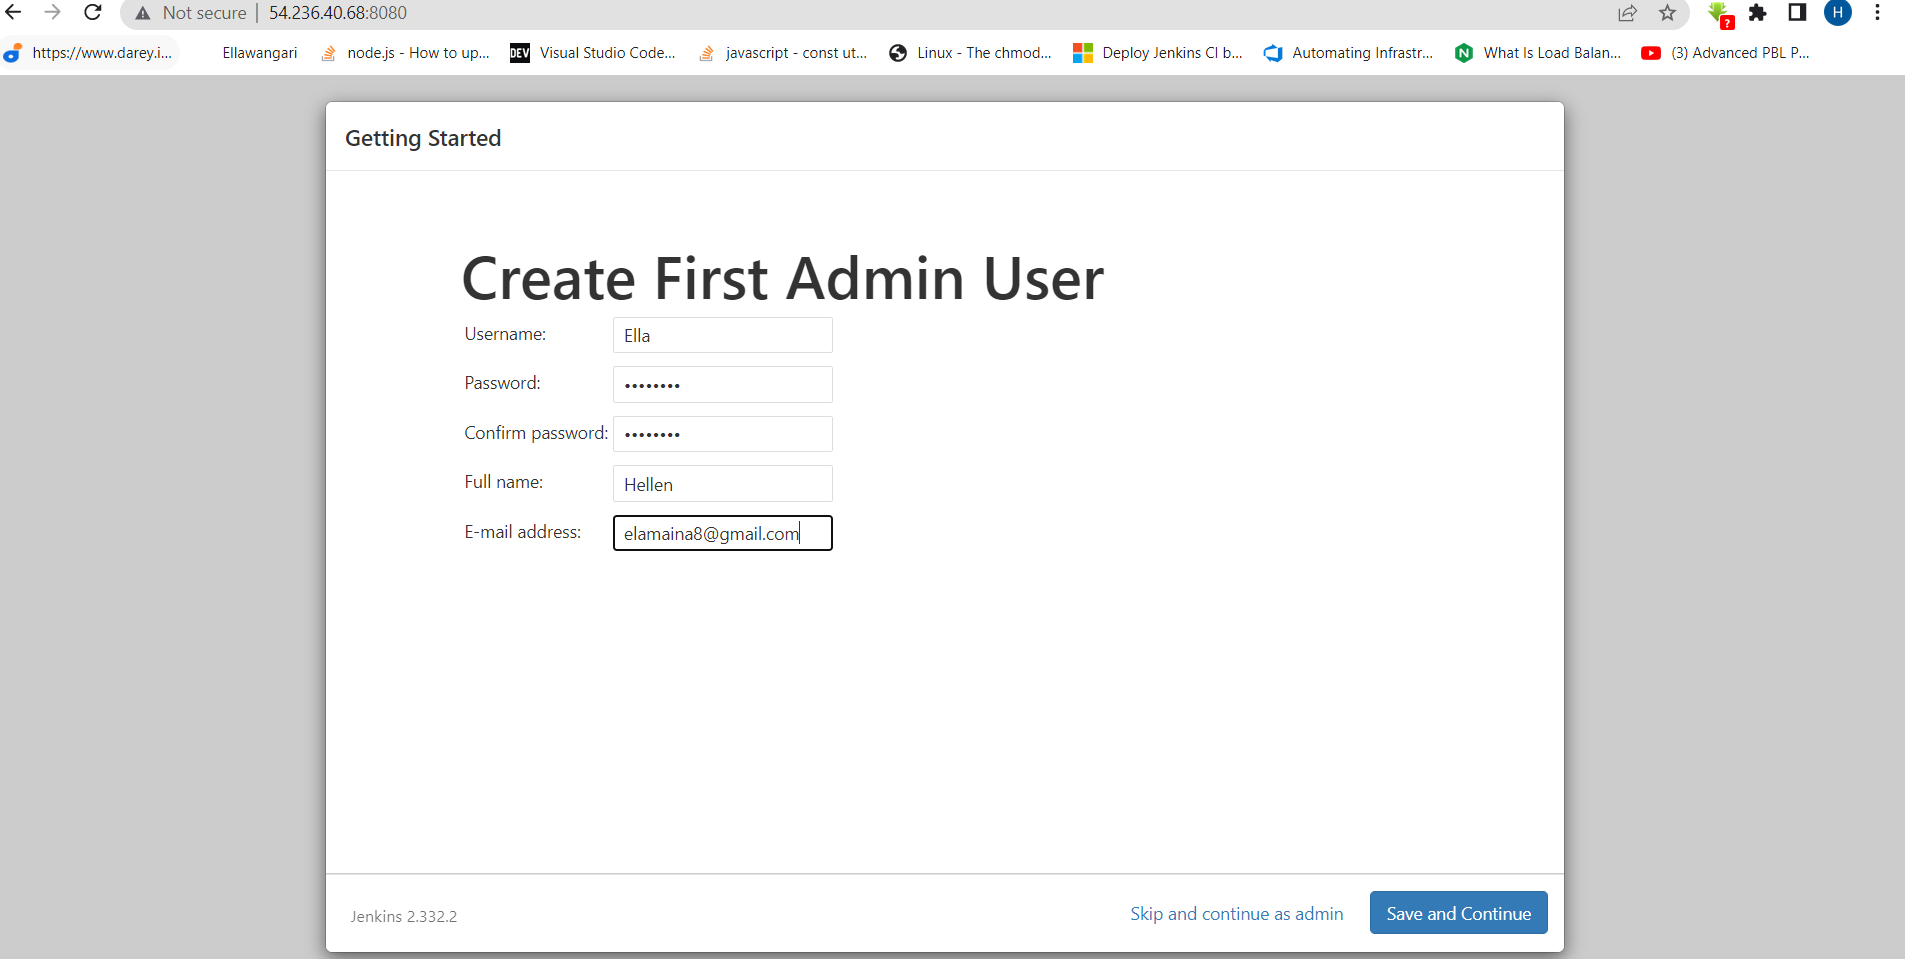 Not secure | 54.236.40.68:8080
H
https://www.darey.i... Ellawangari node.js - How to up... DEV Visual Studio Code... javascript - const ut... Linux - The chmod... Deploy Jenkins CI b... Automating Infrastr... N What Is Load Balan... (3) Advanced PBL P...
Getting Started
Create First Admin User
Username: Ella
Password: ••••••••
Confirm password: ••••••••
Full name: Hellen
E-mail address: elamaina8@gmail.com
Jenkins 2.332.2 Skip and continue as admin Save and Continue